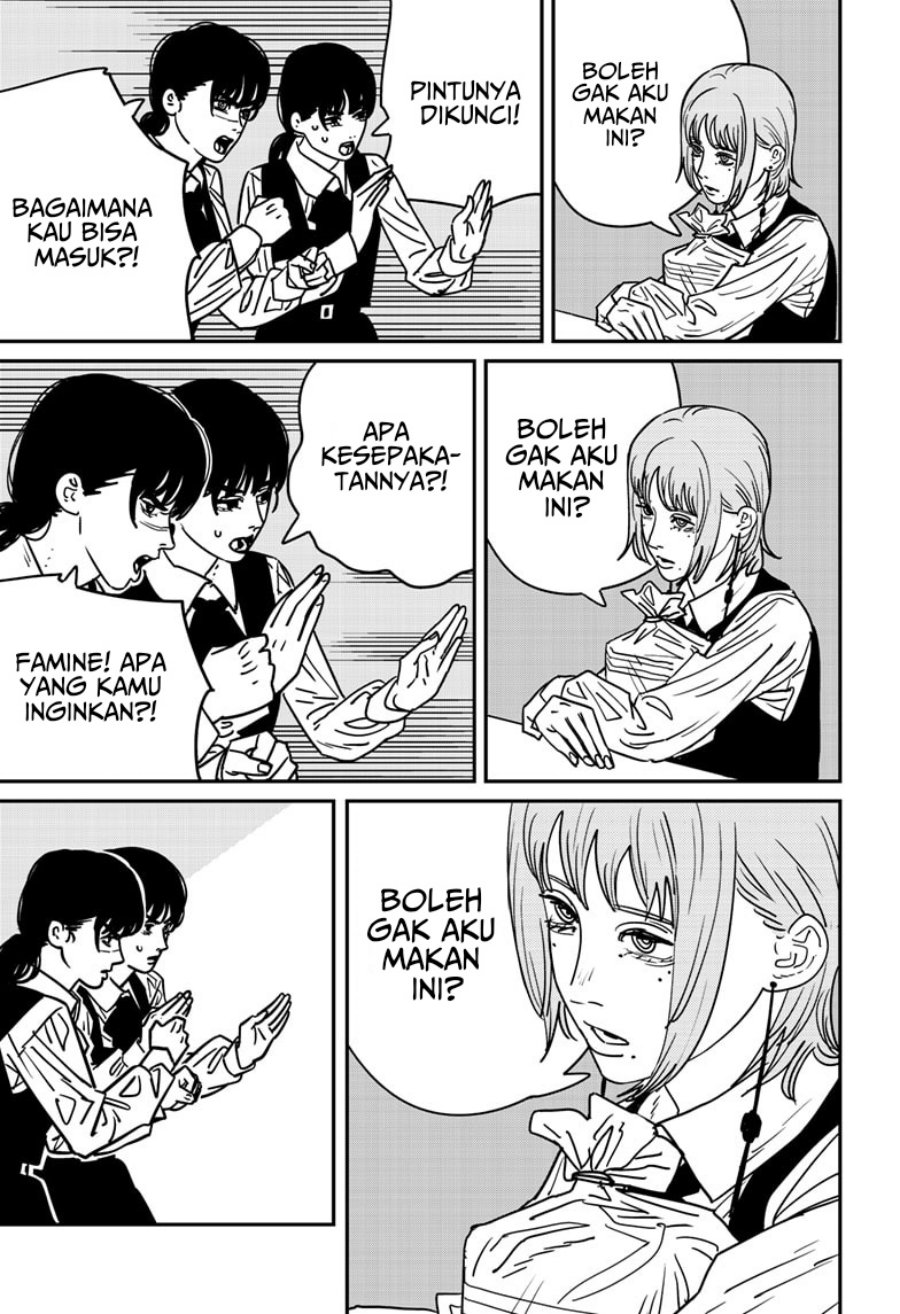 BOLEH
GAK AKU
MAKAN
INI?
PINTUNYA
DIKUNCI!
BAGAIMANA
KAU BISA
MASUK?!
BOLEH
GAK AKU
MAKAN
INI?
APA
KESEPAKA-
TANNYA?!
FAMINE! APA
YANG KAMU
INGINKAN?!
BOLEH
GAK AKU
MAKAN
INI?